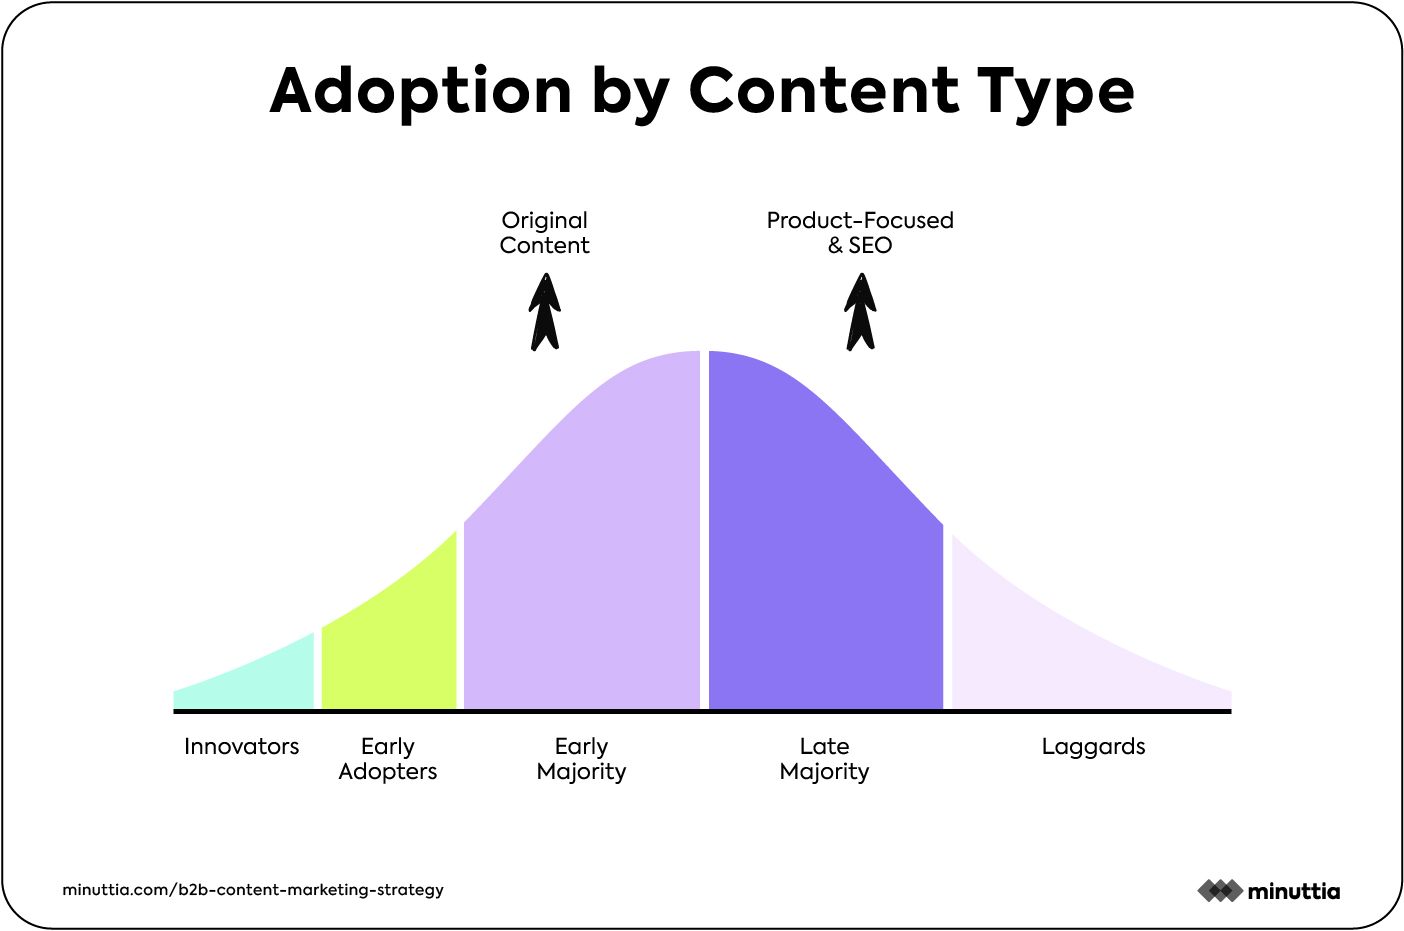 Adoption by Content Type
Original
Content
Product-Focused
& SEO
Innovators
Early
Adopters
Early
Majority
Late
Majority
Laggards
minuttia.com/b2b-content-marketing-strategy
minuttia